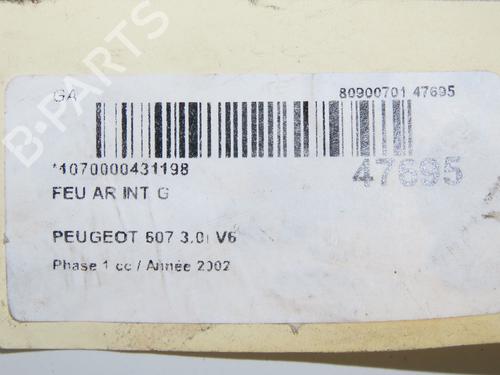 GA
80900701 47695
*1070000431198
47695
FEU AR INT G
PEUGEOT 607 3.0i V6
Phase 1 cc / Année 2002
B-PARTS